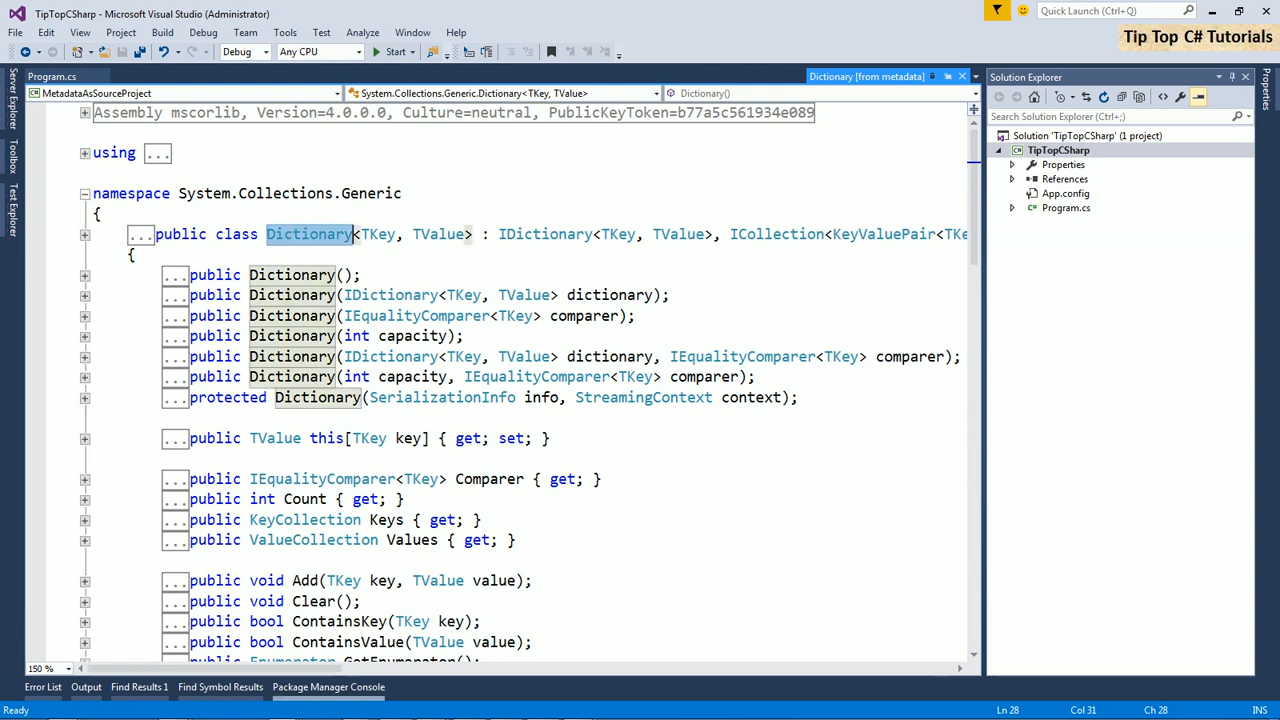 TipTopCSharp - Microsoft Visual Studio (Administrator)
Quick Launch (Ctrl+Q)
File Edit View Project Build Debug Team Tools Test Analyze Window Help
Tip Top C# Tutorials
Debug Any CPU Start
Server Explorer
Toolbox
Test Explorer
Program.cs
Dictionary [from metadata]
MetadataAsSourceProject
System.Collections.Generic.Dictionary<TKey, TValue>
Dictionary()
Assembly mscorlib, Version=4.0.0.0, Culture=neutral, PublicKeyToken=b77a5c561934e089
using ...
namespace System.Collections.Generic
{
...public class Dictionary<TKey, TValue> : IDictionary<TKey, TValue>, ICollection<KeyValuePair<TKe
{
...public Dictionary();
...public Dictionary(IDictionary<TKey, TValue> dictionary);
...public Dictionary(IEqualityComparer<TKey> comparer);
...public Dictionary(int capacity);
...public Dictionary(IDictionary<TKey, TValue> dictionary, IEqualityComparer<TKey> comparer);
...public Dictionary(int capacity, IEqualityComparer<TKey> comparer);
...protected Dictionary(SerializationInfo info, StreamingContext context);
...public TValue this[TKey key] { get; set; }
...public IEqualityComparer<TKey> Comparer { get; }
...public int Count { get; }
...public KeyCollection Keys { get; }
...public ValueCollection Values { get; }
...public void Add(TKey key, TValue value);
...public void Clear();
...public bool ContainsKey(TKey key);
...public bool ContainsValue(TValue value);
...public Enumerator GetEnumerator();
150 %
Solution Explorer
Search Solution Explorer (Ctrl+;)
Solution 'TipTopCSharp' (1 project)
TipTopCSharp
Properties
References
App.config
Program.cs
Properties
Error List Output Find Results 1 Find Symbol Results Package Manager Console
Ready Ln 28 Col 31 Ch 28 INS